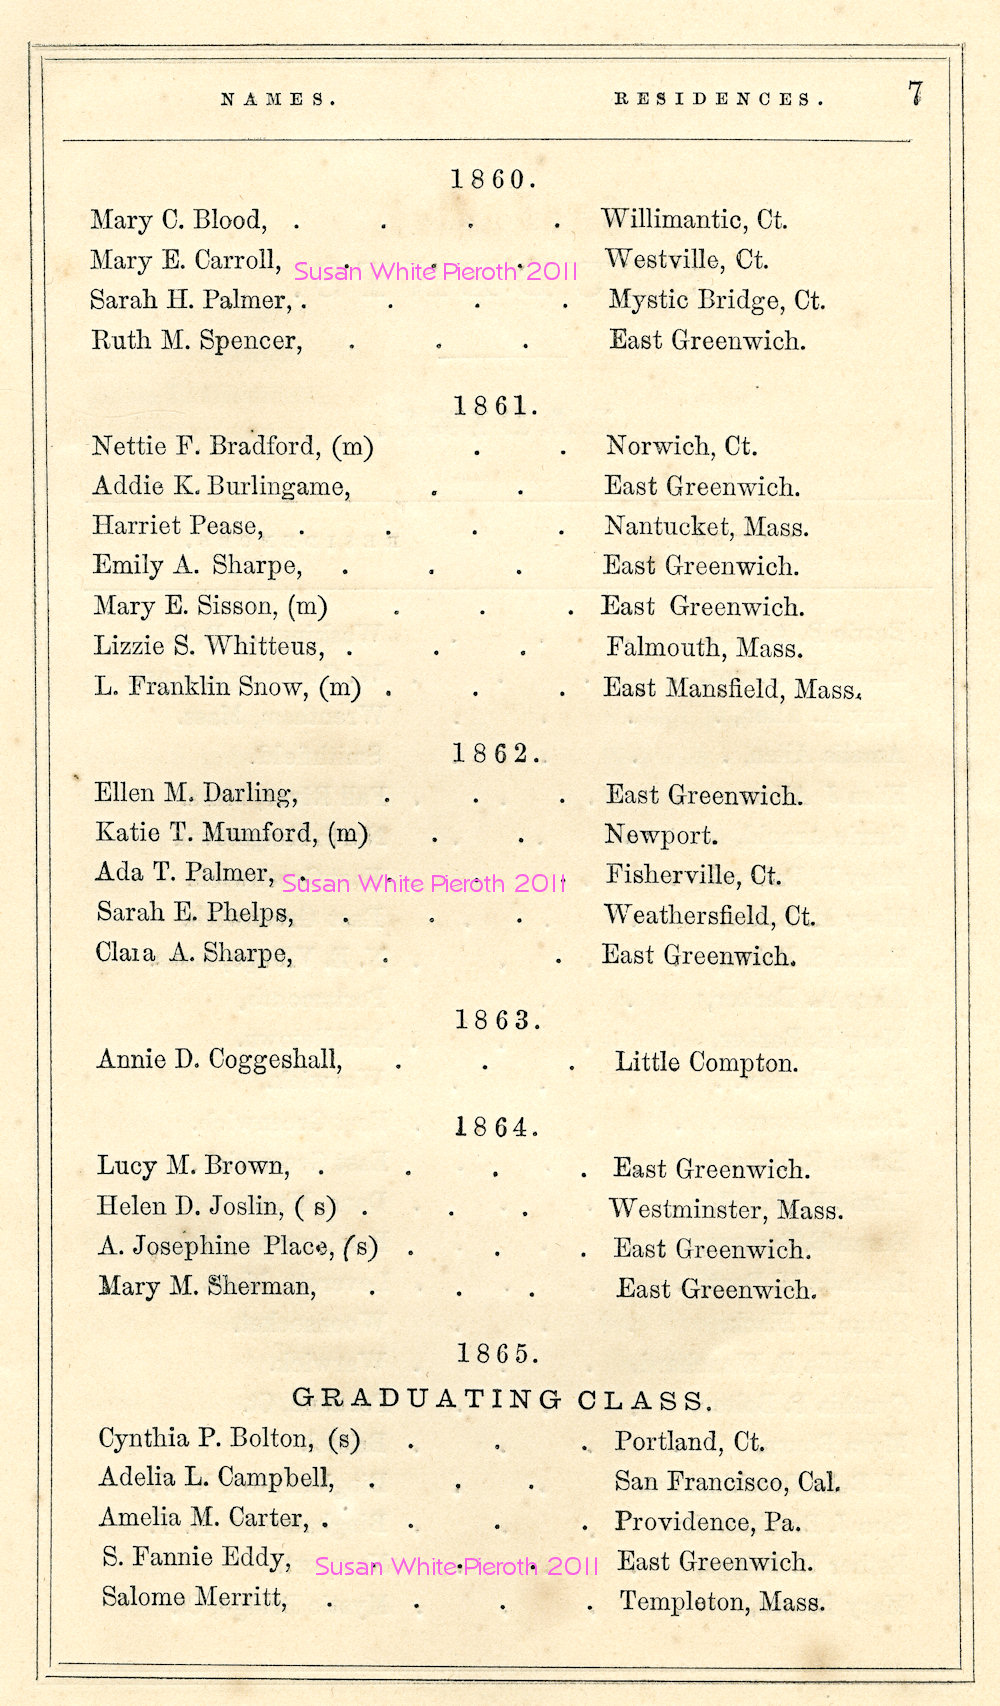 NAMES. RESIDENCES. 7
1860.
Mary C. Blood, . . . . Willimantic, Ct.
Mary E. Carroll, . . . Westville, Ct.
Susan White Pieroth 2011
Sarah H. Palmer, . . . . Mystic Bridge, Ct.
Ruth M. Spencer, . . . East Greenwich.
1861.
Nettie F. Bradford, (m) . . Norwich, Ct.
Addie K. Burlingame, . . East Greenwich.
Harriet Pease, . . . . Nantucket, Mass.
Emily A. Sharpe, . . . East Greenwich.
Mary E. Sisson, (m) . . . East Greenwich.
Lizzie S. Whitteus, . . . Falmouth, Mass.
L. Franklin Snow, (m) . . . East Mansfield, Mass.
1862.
Ellen M. Darling, . . . East Greenwich.
Katie T. Mumford, (m) . . Newport.
Ada T. Palmer, . . . . Fisherville, Ct.
Susan White Pieroth 2011
Sarah E. Phelps, . . . Weathersfield, Ct.
Clara A. Sharpe, . . East Greenwich.
1863.
Annie D. Coggeshall, . . . Little Compton.
1864.
Lucy M. Brown, . . . . East Greenwich.
Helen D. Joslin, ( s) . . . Westminster, Mass.
A. Josephine Place, (s) . . . East Greenwich.
Mary M. Sherman, . . . East Greenwich.
1865.
GRADUATING CLASS.
Cynthia P. Bolton, (s) . . . Portland, Ct.
Adelia L. Campbell, . . . San Francisco, Cal.
Amelia M. Carter, . . . . Providence, Pa.
S. Fannie Eddy, . . . East Greenwich.
Susan White Pieroth 2011
Salome Merritt, . . . . Templeton, Mass.